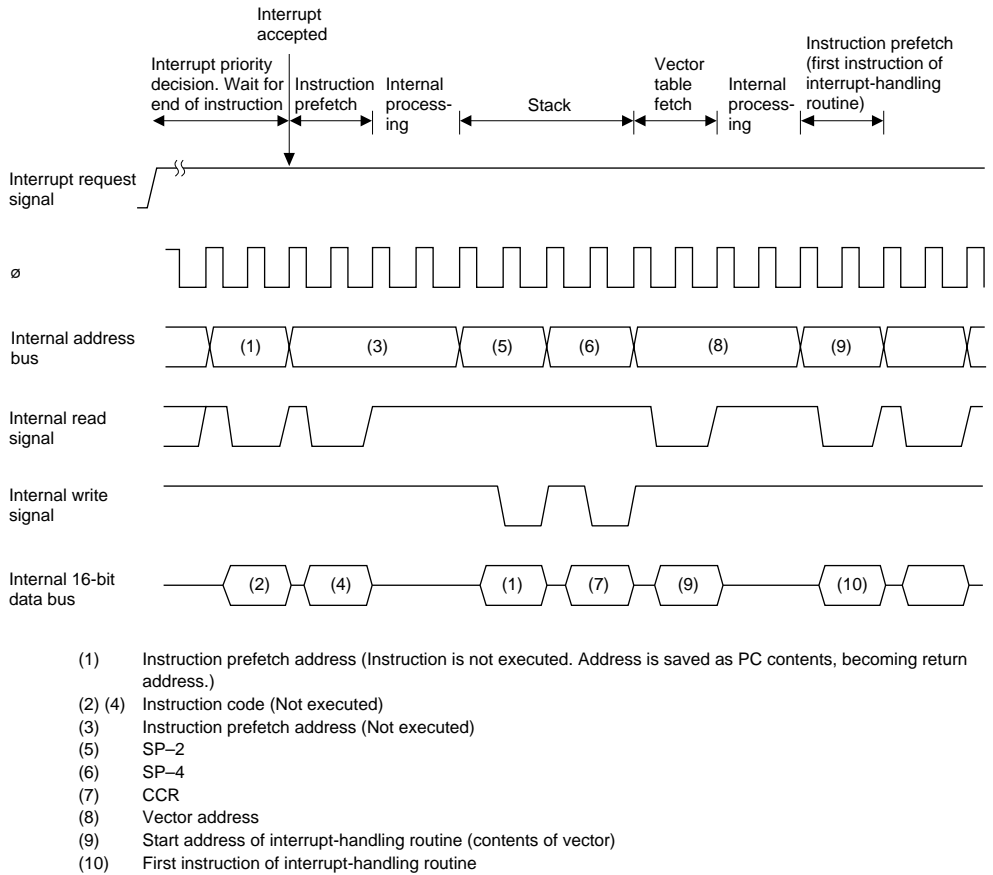 Interrupt
accepted
Interrupt priority
decision. Wait for
end of instruction
Instruction
prefetch
Internal
process-
ing
Stack
Vector
table
fetch
Internal
process-
ing
Instruction prefetch
(first instruction of
interrupt-handling
routine)
Interrupt request
signal
ø
Internal address
bus
(1) (3) (5) (6) (8) (9)
Internal read
signal
Internal write
signal
Internal 16-bit
data bus
(2) (4) (1) (7) (9) (10)
(1) Instruction prefetch address (Instruction is not executed. Address is saved as PC contents, becoming return
address.)
(2) (4) Instruction code (Not executed)
(3) Instruction prefetch address (Not executed)
(5) SP–2
(6) SP–4
(7) CCR
(8) Vector address
(9) Start address of interrupt-handling routine (contents of vector)
(10) First instruction of interrupt-handling routine